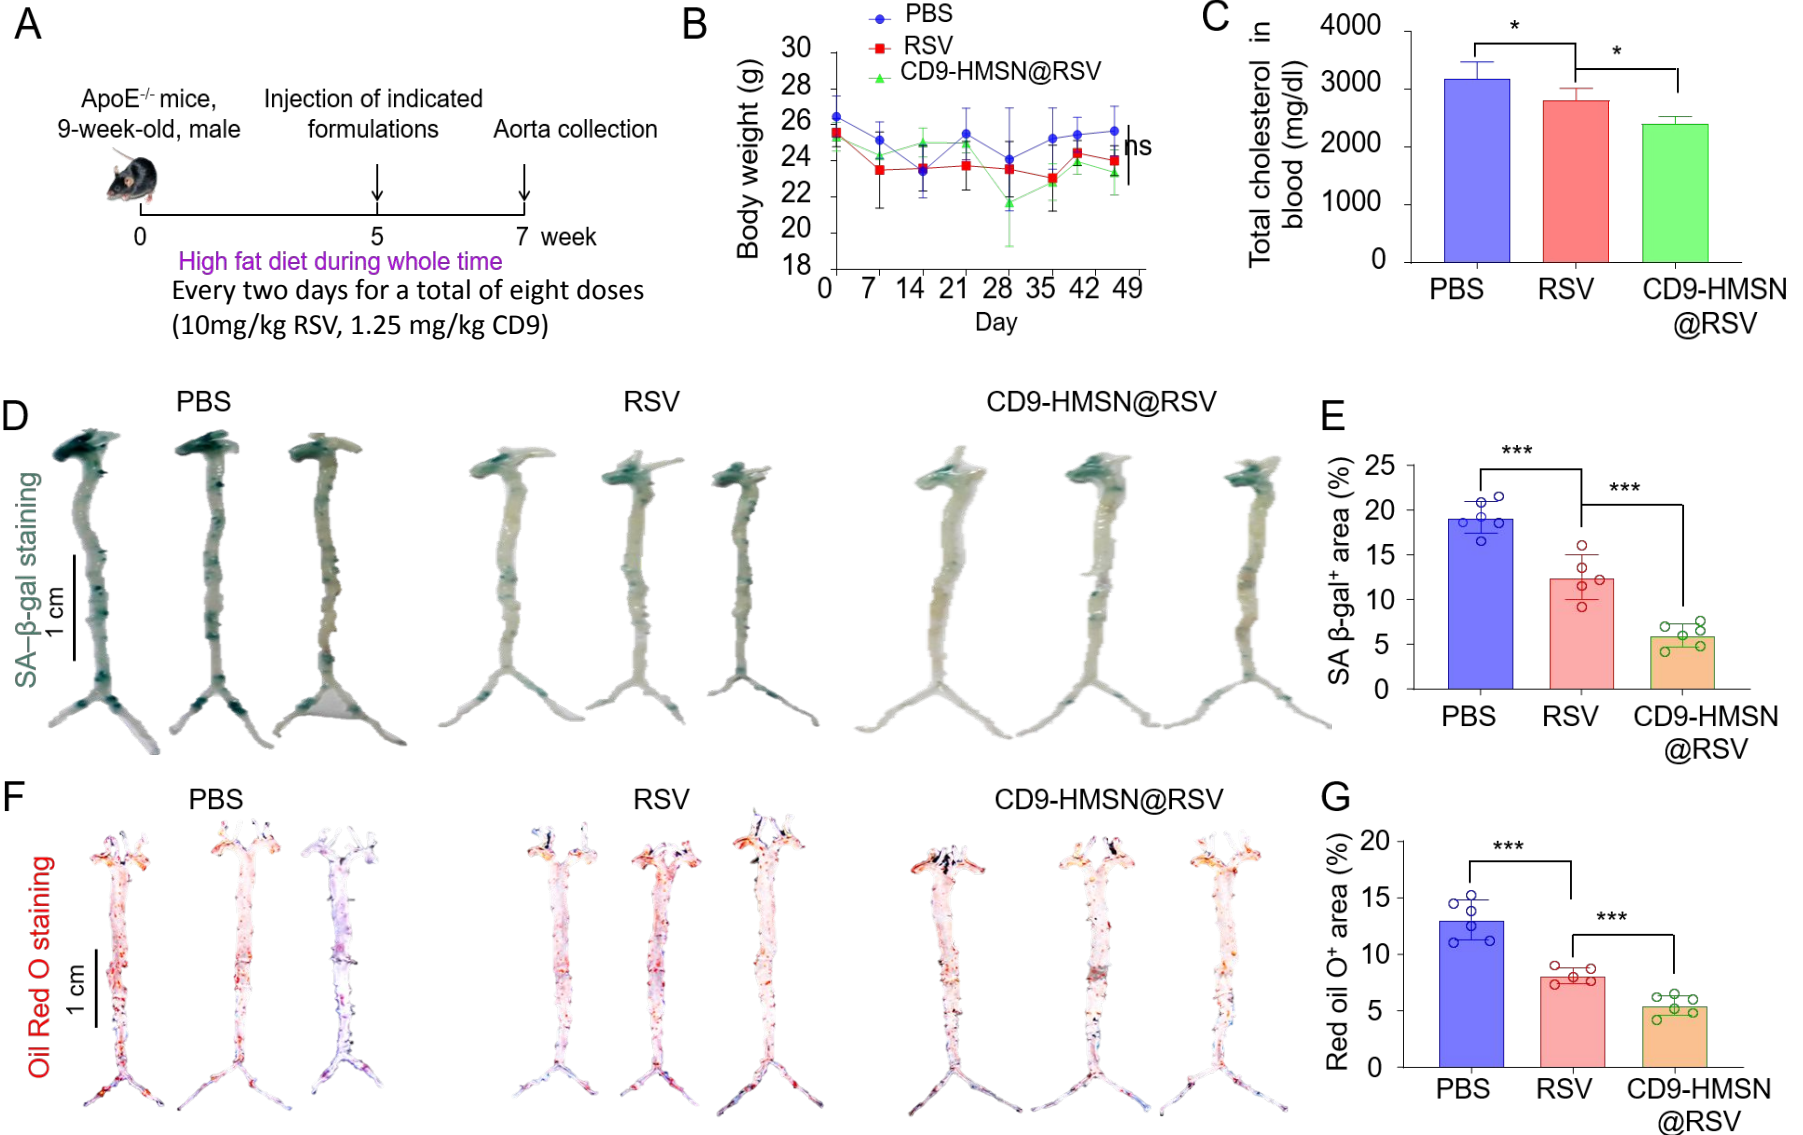 A
ApoE-/- mice,
9-week-old, male
Injection of indicated
formulations
Aorta collection
0
5
7
week
High fat diet during whole time
Every two days for a total of eight doses
(10mg/kg RSV, 1.25 mg/kg CD9)
B
PBS
RSV
CD9-HMSN@RSV
Body weight (g)
30
28
26
24
22
20
18
ns
0
7
14
21
28
35
42
49
Day
C
Total cholesterol in
blood (mg/dl)
4000
3000
2000
1000
0
*
*
PBS
RSV
CD9-HMSN
@RSV
D
PBS
RSV
CD9-HMSN@RSV
SA–β-gal staining
1 cm
E
SA β-gal+ area (%)
25
20
15
10
5
0
***
***
PBS
RSV
CD9-HMSN
@RSV
F
PBS
RSV
CD9-HMSN@RSV
Oil Red O staining
1 cm
G
Red oil O+ area (%)
20
15
10
5
0
***
***
PBS
RSV
CD9-HMSN
@RSV